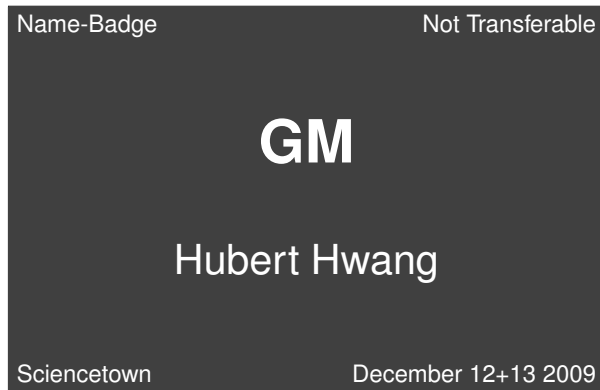 Name-Badge Not Transferable
GM
Hubert Hwang
Sciencetown December 12+13 2009